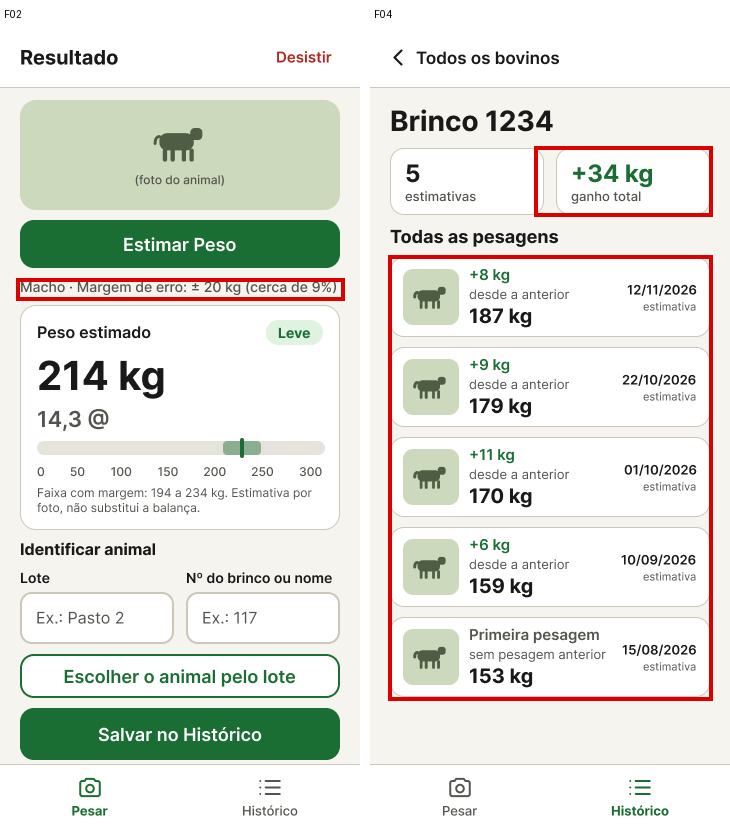 F02
Resultado
Desistir
(foto do animal)
Estimar Peso
Macho · Margem de erro: ± 20 kg (cerca de 9%)
Peso estimado
Leve
214 kg
14,3 @
0 50 100 150 200 250 300
Faixa com margem: 194 a 234 kg. Estimativa por
foto, não substitui a balança.
Identificar animal
Lote
Nº do brinco ou nome
Ex.: Pasto 2
Ex.: 117
Escolher o animal pelo lote
Salvar no Histórico
Pesar
Histórico
F04
Todos os bovinos
Brinco 1234
5
estimativas
+34 kg
ganho total
Todas as pesagens
+8 kg
desde a anterior
187 kg
12/11/2026
estimativa
+9 kg
desde a anterior
179 kg
22/10/2026
estimativa
+11 kg
desde a anterior
170 kg
01/10/2026
estimativa
+6 kg
desde a anterior
159 kg
10/09/2026
estimativa
Primeira pesagem
sem pesagem anterior
153 kg
15/08/2026
estimativa
Pesar
Histórico